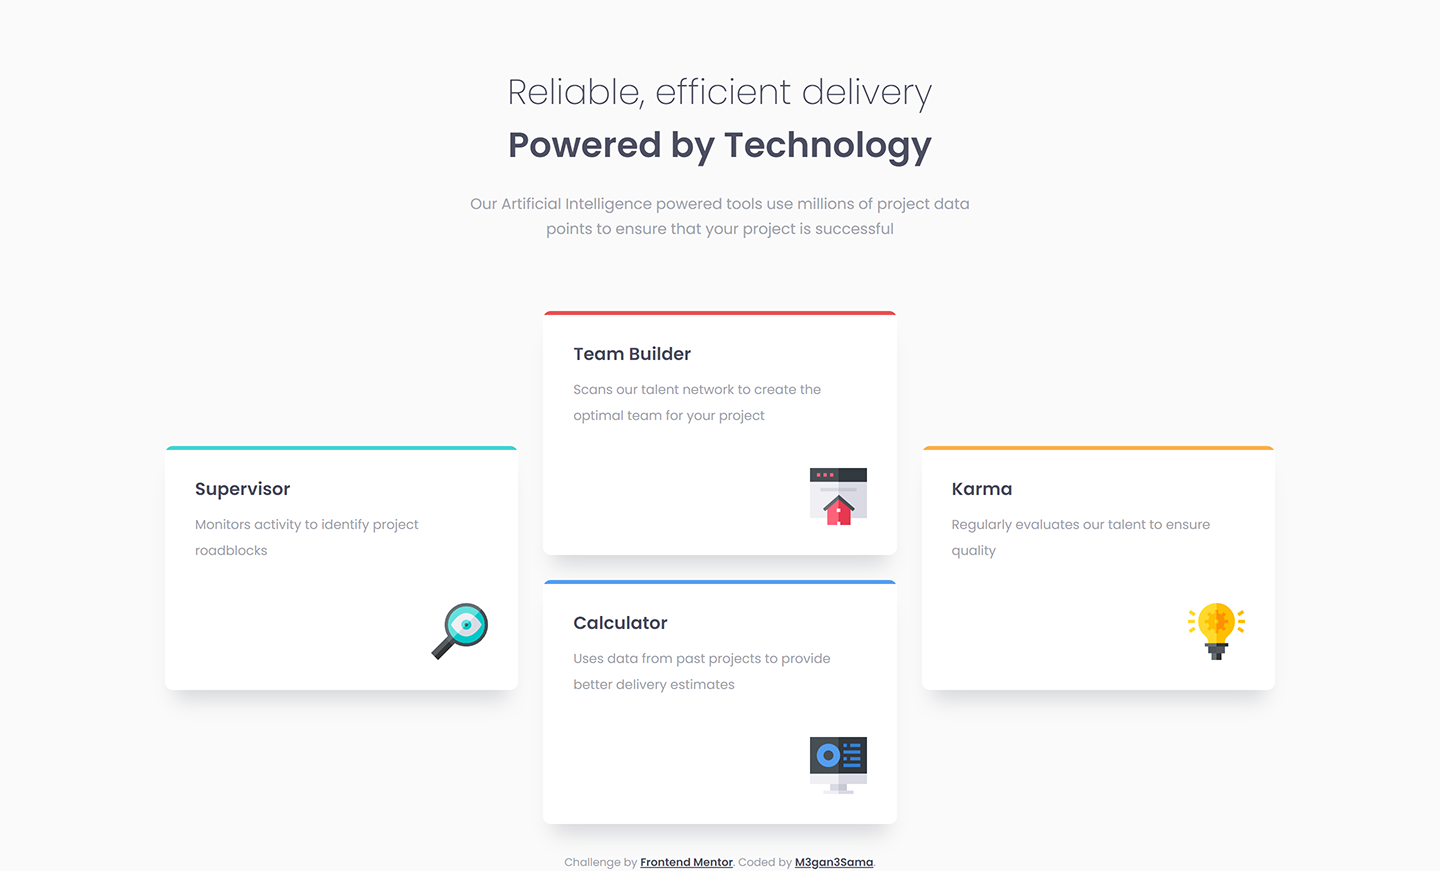 Reliable, efficient delivery
Powered by Technology
Our Artificial Intelligence powered tools use millions of project data
points to ensure that your project is successful
Supervisor
Monitors activity to identify project
roadblocks
Team Builder
Scans our talent network to create the
optimal team for your project
Calculator
Uses data from past projects to provide
better delivery estimates
Karma
Regularly evaluates our talent to ensure
quality
Challenge by Frontend Mentor. Coded by M3gan3Sama.